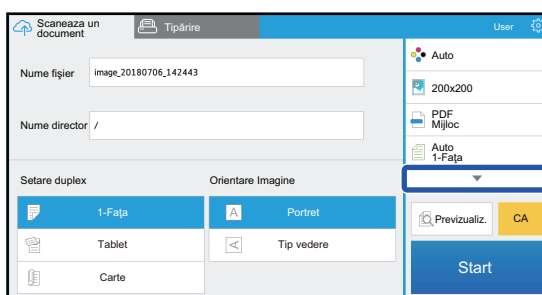 Scaneaza un
document
Tipărire
User
Nume fişier
image_20180706_142443
Nume director
/
Setare duplex
Orientare Imagine
1-Faţa
Tablet
Carte
A
Portret
A
Tip vedere
Auto
200x200
PDF
Mijloc
Auto
1-Faţa
Previzualiz.
CA
Start